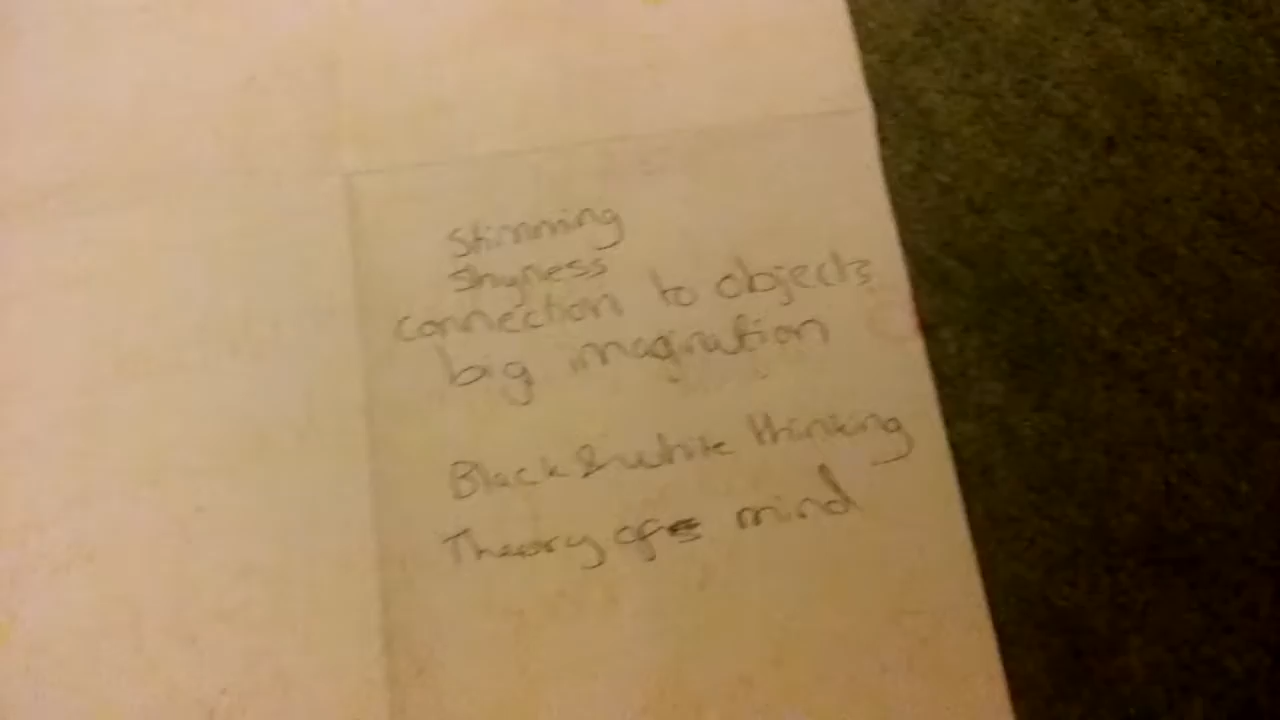 Stimming
Shyness
connection to objects
big imagination
Black & white thinking
Theory of mind